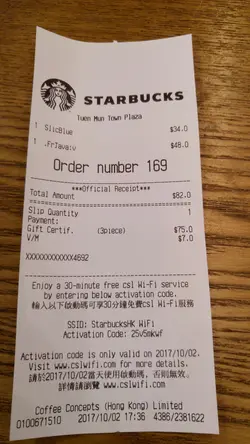 STARBUCKS
Tuen Mun Town Plaza
1 SlicBlue $34.0
1 .FrTavaro $48.0
Order number 169
***Official Receipt***
Total Amount $82.0
Slip Quantity 1
Payment:
Gift Certif. (3piece) $75.0
V/M $7.0
XXXXXXXXXXXX4692
Enjoy a 30-minute free csl Wi-Fi service
by entering below activation code.
輸入以下啟動碼可享30分鐘免費csl Wi-Fi服務
SSID: StarbucksHK WiFi
Activation Code: 25v5mkwf
Activation code is only valid on 2017/10/02.
Visit www.cslwifi.com for more details.
請於2017/10/02當天使用啟動碼，否則無效。
詳情請瀏覽 www.cslwifi.com
Coffee Concepts (Hong Kong) Limited
0100671510 2017/10/02 17:36 4386/2381622